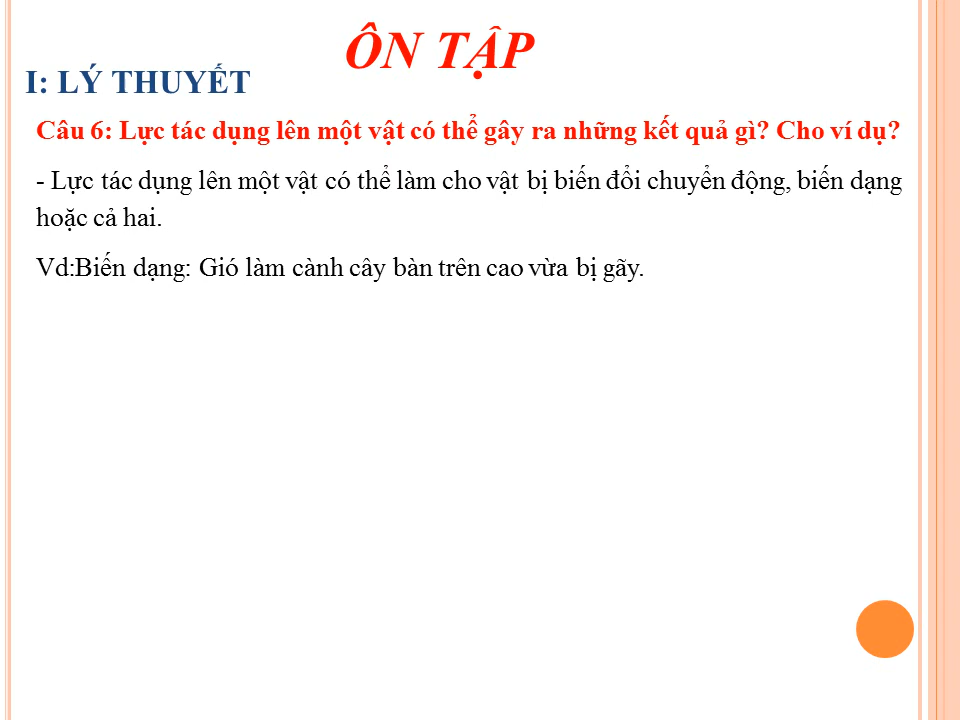 ÔN TẬP
I: LÝ THUYẾT
Câu 6: Lực tác dụng lên một vật có thể gây ra những kết quả gì? Cho ví dụ?
- Lực tác dụng lên một vật có thể làm cho vật bị biến đổi chuyển động, biến dạng
hoặc cả hai.
Vd:Biến dạng: Gió làm cành cây bàn trên cao vừa bị gãy.